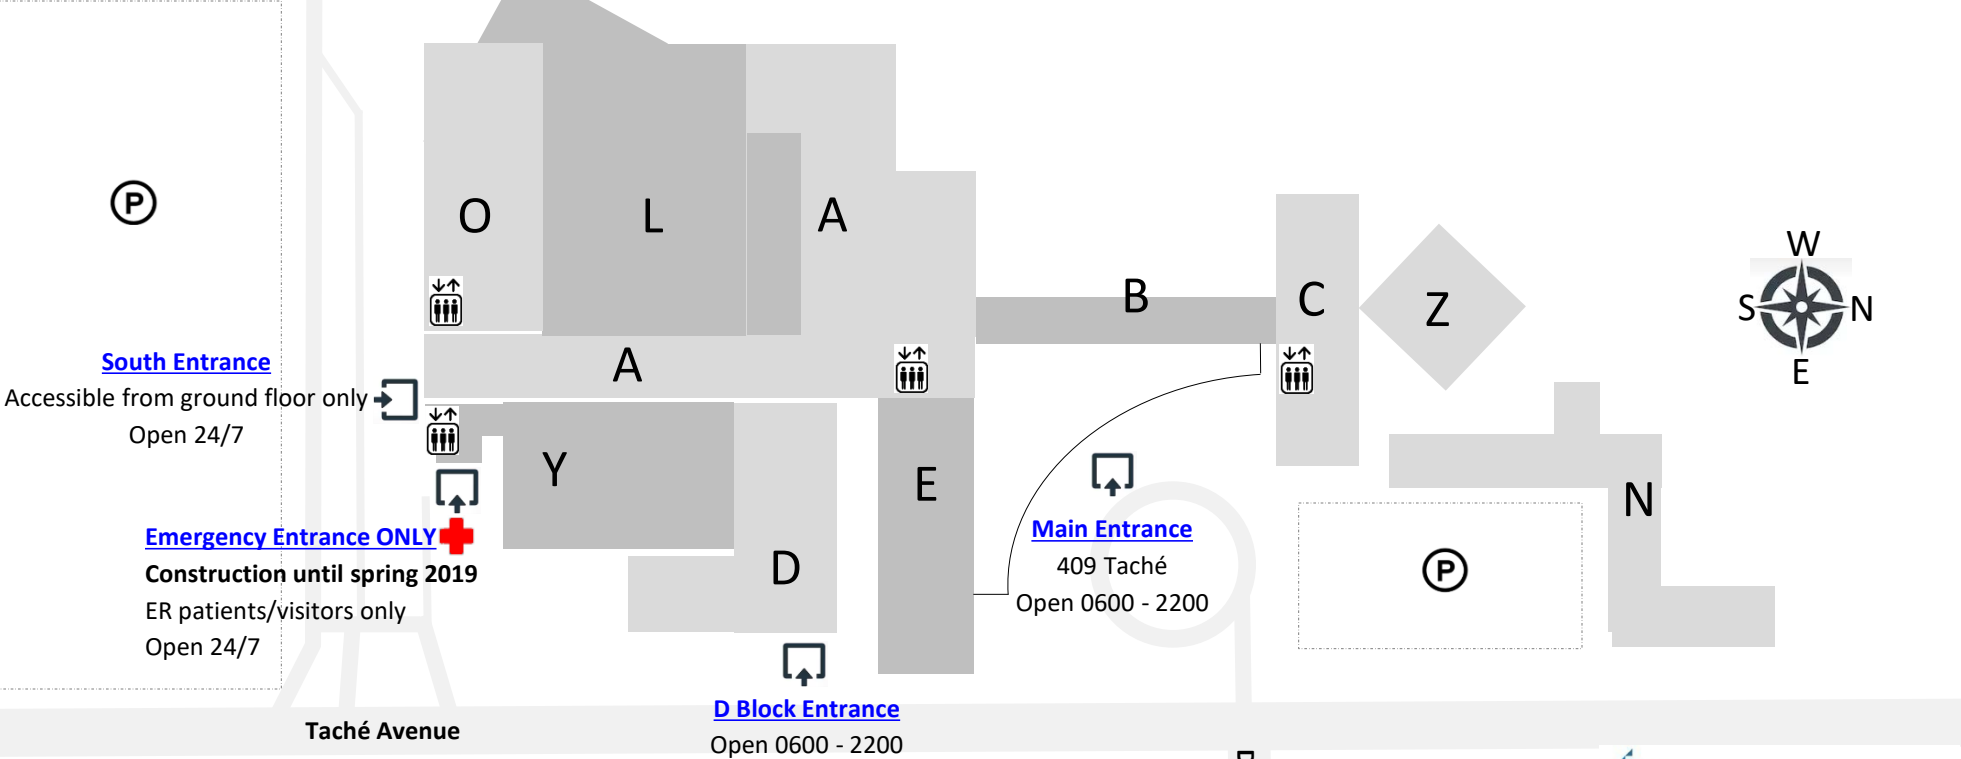 P
O
L
A
B
C
Z
W
S
N
E
A
South Entrance
Accessible from ground floor only
Open 24/7
Y
E
D
N
P
Emergency Entrance ONLY
Construction until spring 2019
ER patients/visitors only
Open 24/7
Main Entrance
409 Taché
Open 0600 - 2200
D Block Entrance
Open 0600 - 2200
Taché Avenue